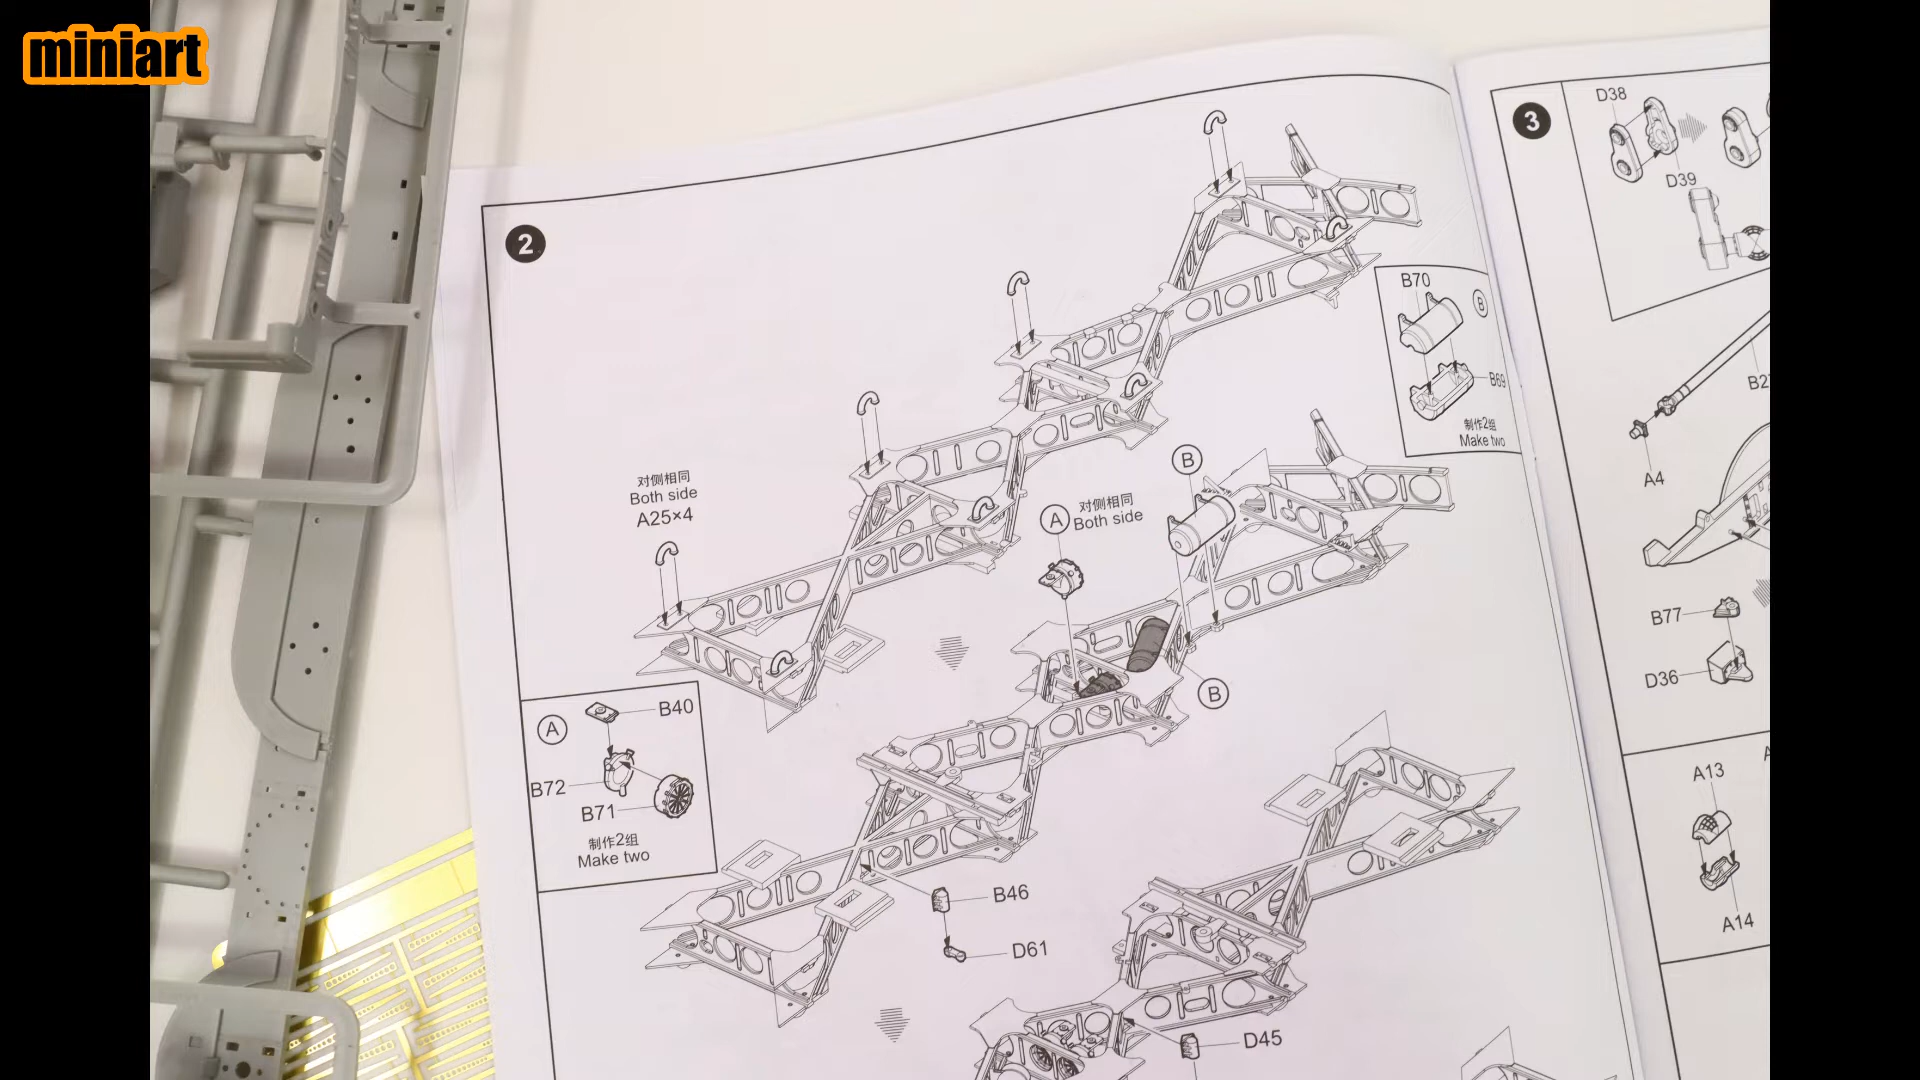 miniart
2
对侧相同
Both side
A25×4
A
对侧相同
Both side
B
B
B70
B
B69
制作2组
Make two
A
B40
B72
B71
制作2组
Make two
B46
D61
D45
3
D38
D39
A4
B77
D36
A13
A14